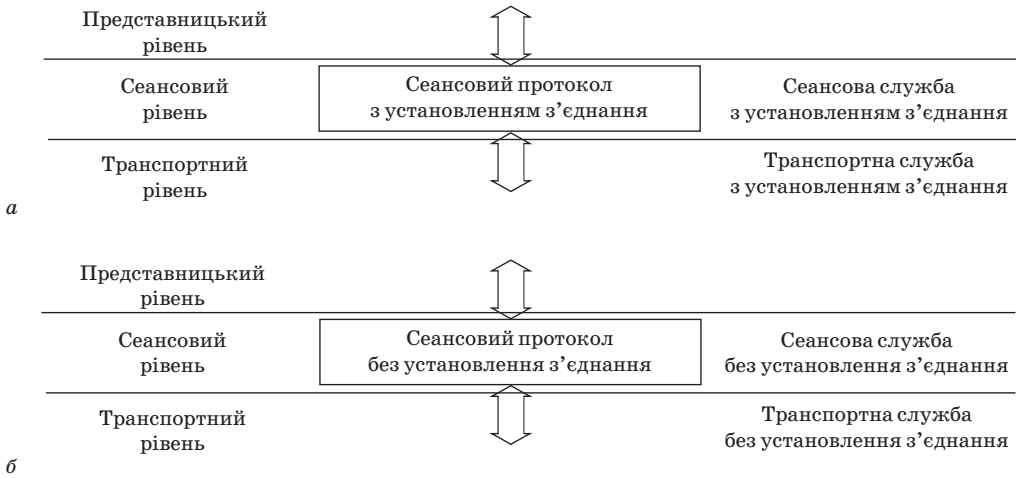 Представницький
рівень
Сеансовий
рівень
Сеансовий протокол
з установленням з’єднання
Сеансова служба
з установленням з’єднання
Транспортний
рівень
Транспортна служба
з установленням з’єднання
а
Представницький
рівень
Сеансовий
рівень
Сеансовий протокол
без установлення з’єднання
Сеансова служба
без установлення з’єднання
Транспортний
рівень
Транспортна служба
без установлення з’єднання
б